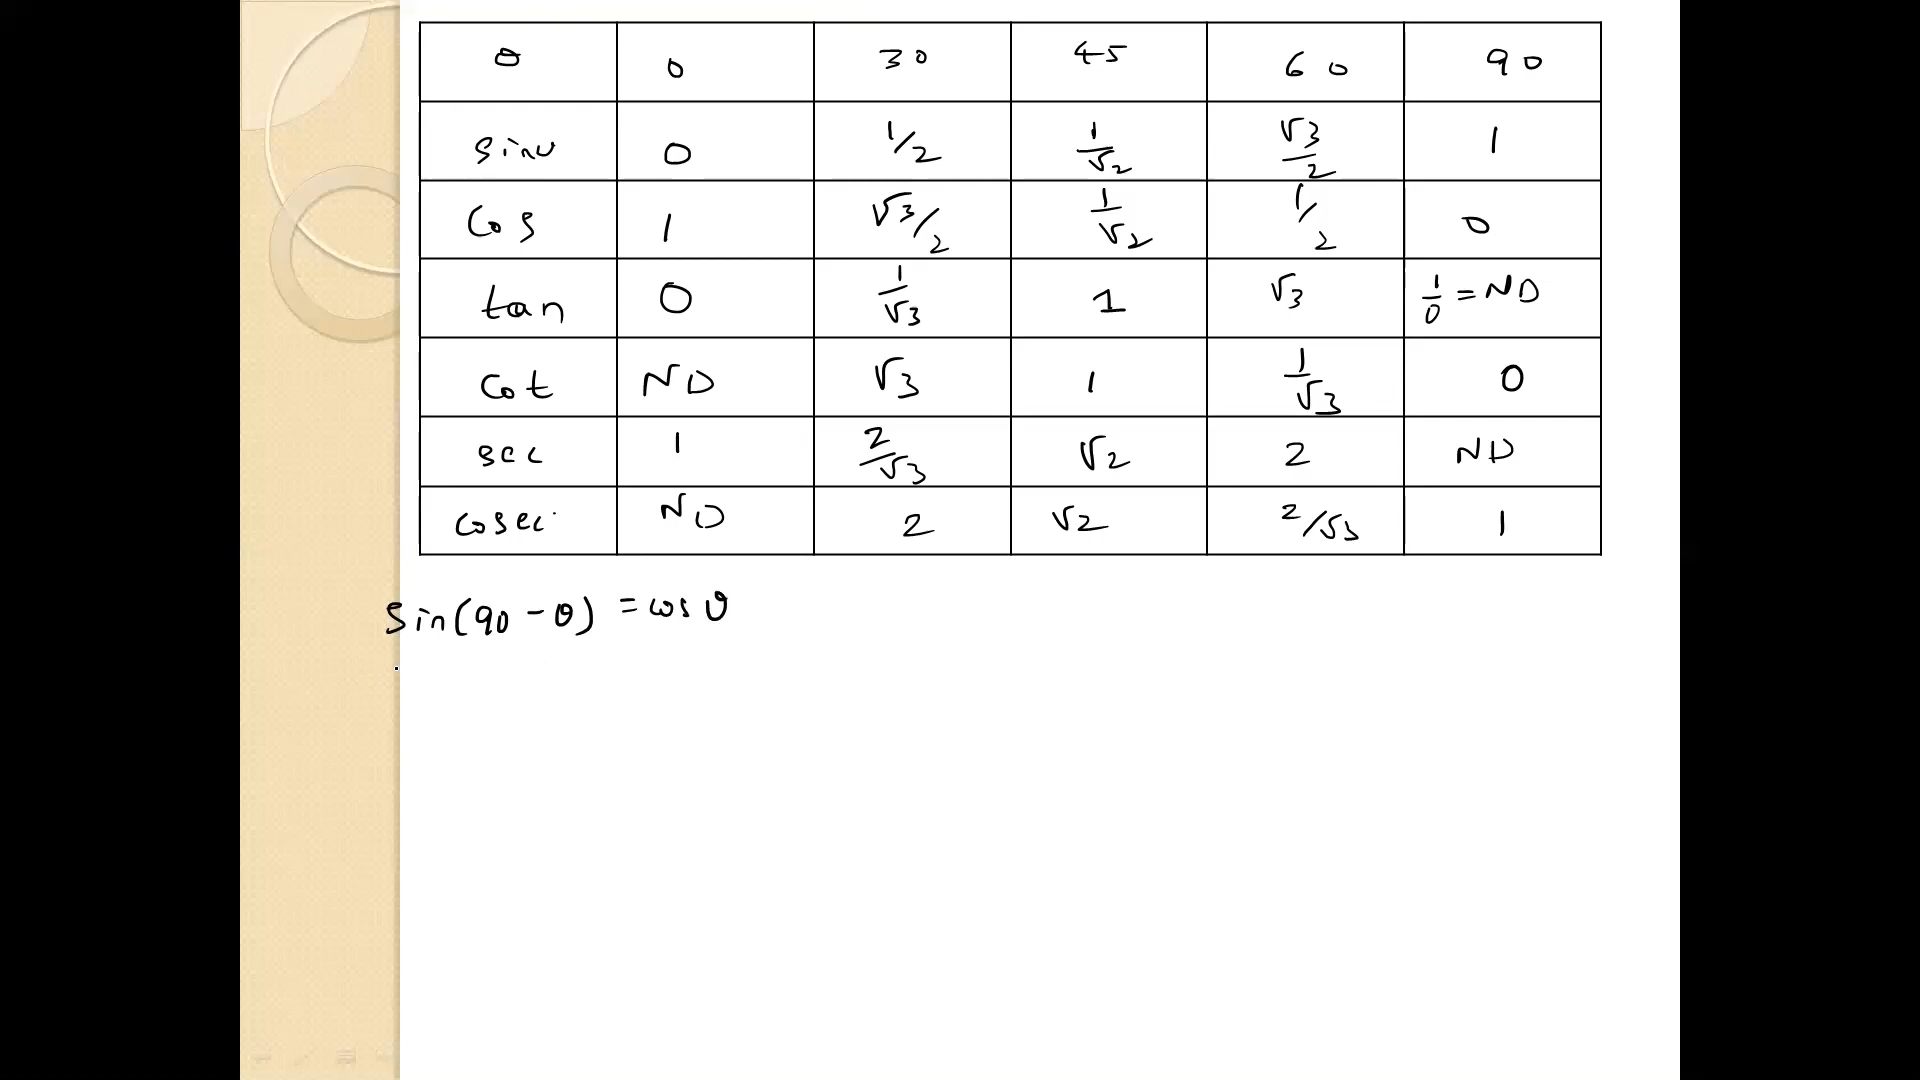 θ 0 30 45 60 90
sinθ 0 1/2 1/√2 √3/2 1
Cos 1 √3/2 1/√2 1/2 0
tan 0 1/√3 1 √3 1/0 = ND
Cot ND √3 1 1/√3 0
sec 1 2/√3 √2 2 ND
cosec ND 2 √2 2/√3 1
Sin(90 - θ) = cos θ